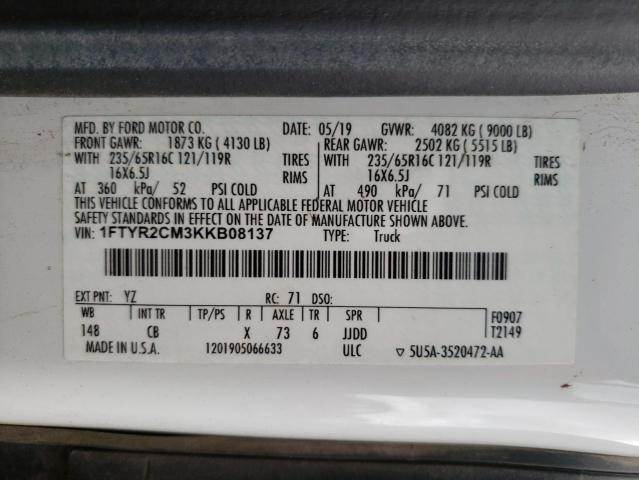 MFD. BY FORD MOTOR CO. DATE: 05/19 GVWR: 4082 KG ( 9000 LB)
FRONT GAWR: 1873 KG ( 4130 LB) REAR GAWR: 2502 KG ( 5515 LB)
WITH 235/65R16C 121/119R TIRES WITH 235/65R16C 121/119R TIRES
16X6.5J RIMS 16X6.5J RIMS
AT 360 kPa/ 52 PSI COLD AT 490 kPa/ 71 PSI COLD
THIS VEHICLE CONFORMS TO ALL APPLICABLE FEDERAL MOTOR VEHICLE
SAFETY STANDARDS IN EFFECT ON THE DATE OF MANUFACTURE SHOWN ABOVE.
VIN: 1FTYR2CM3KKB08137 TYPE: Truck
EXT PNT: YZ RC: 71 DSO:
WB INT TR TP/PS R AXLE TR SPR F0907
148 CB X 73 6 JJDD T2149
MADE IN U.S.A. 1201905066633 ULC ▽ 5U5A-3520472-AA